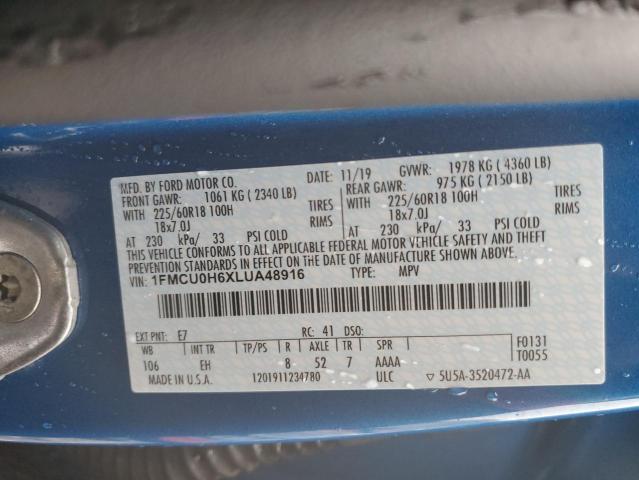 MFD. BY FORD MOTOR CO. DATE: 11/19 GVWR: 1978 KG ( 4360 LB)
FRONT GAWR: 1061 KG ( 2340 LB) REAR GAWR: 975 KG ( 2150 LB)
225/60R18 100H TIRES 225/60R18 100H TIRES
18x7.0J RIMS 18x7.0J RIMS
AT 230 kPa/ 33 PSI COLD AT 230 kPa/ 33 PSI COLD
THIS VEHICLE CONFORMS TO ALL APPLICABLE FEDERAL MOTOR VEHICLE SAFETY AND THEFT
PREVENTION STANDARDS IN EFFECT ON THE DATE OF MANUFACTURE SHOWN ABOVE.
VIN: 1FMCU0H6XLUA48916 TYPE: MPV
EXT PNT: E7 RC: 41 DSO: F0131
WB INT TR TP/PS R AXLE TR SPR T0055
106 EH 8 52 7 AAAA
MADE IN U.S.A. 1201911234780 ULC ▽ 5U5A-3520472-AA